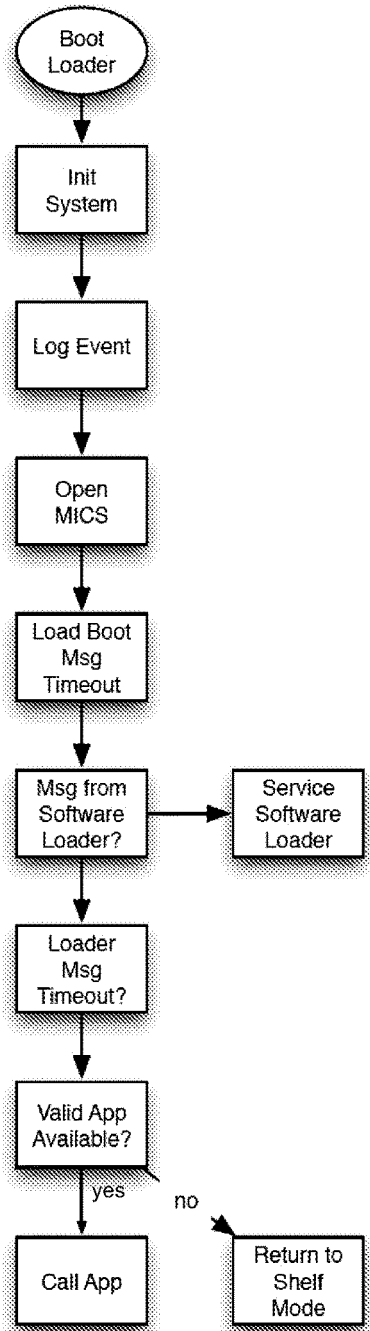 Boot
Loader
Init
System
Log Event
Open
MICS
Load Boot
Msg
Timeout
Msg from
Software
Loader?
Service
Software
Loader
Loader
Msg
Timeout?
Valid App
Available?
yes
no
Call App
Return to
Shelf
Mode